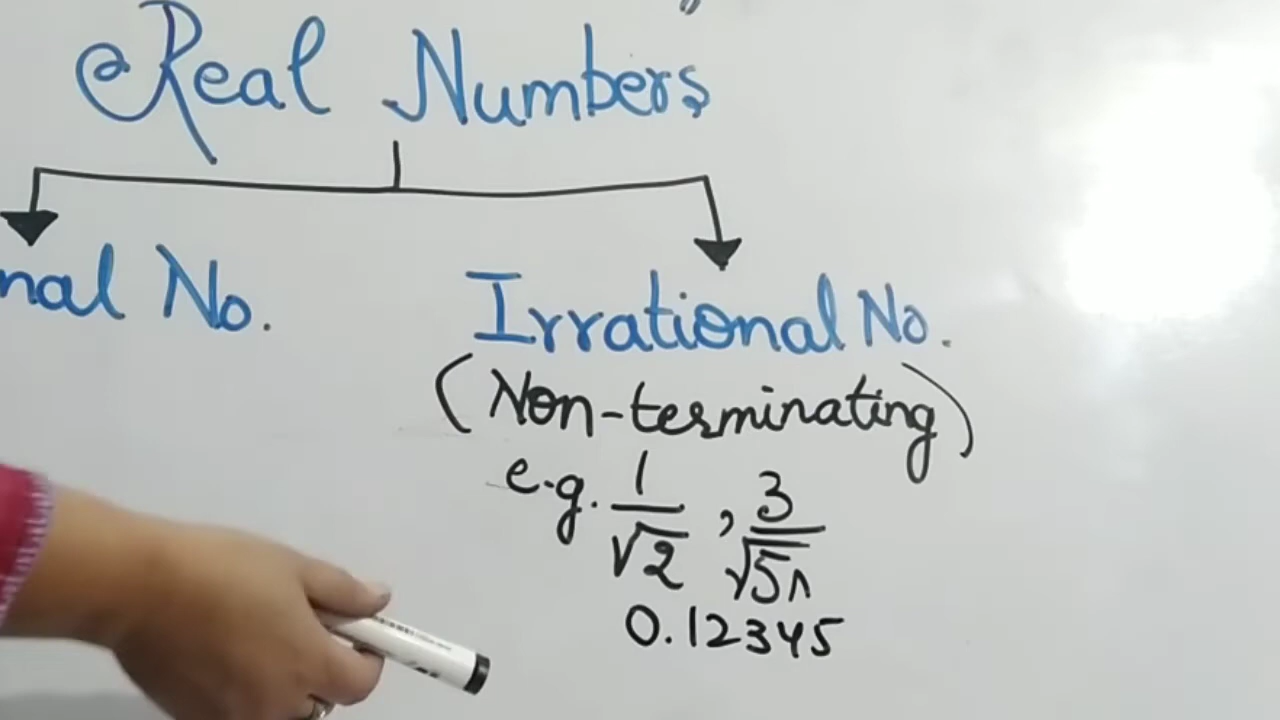 Real Numbers
nal No.
Irrational No.
(Non-terminating)
e.g. 1/√2 , 3/√5
0.12345